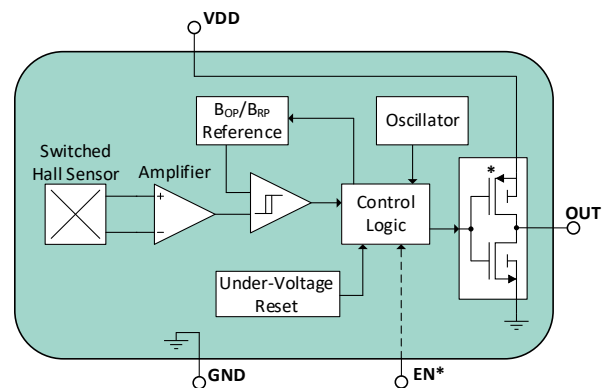 VDD
BOP/BRP
Reference
Oscillator
Switched
Hall Sensor
Amplifier
+
−
Control
Logic
*
OUT
Under-Voltage
Reset
GND
EN*